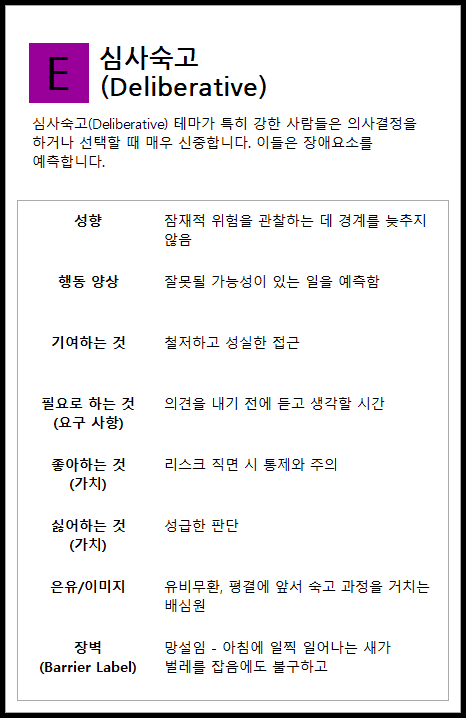 E
심사숙고
(Deliberative)
심사숙고(Deliberative) 테마가 특히 강한 사람들은 의사결정을
하거나 선택할 때 매우 신중합니다. 이들은 장애요소를
예측합니다.
성향 잠재적 위험을 관찰하는 데 경계를 늦추지
않음
행동 양상 잘못될 가능성이 있는 일을 예측함
기여하는 것 철저하고 성실한 접근
필요로 하는 것 의견을 내기 전에 듣고 생각할 시간
(요구 사항)
좋아하는 것 리스크 직면 시 통제와 주의
(가치)
싫어하는 것 성급한 판단
(가치)
은유/이미지 유비무환, 평결에 앞서 숙고 과정을 거치는
배심원
장벽 망설임 - 아침에 일찍 일어나는 새가
(Barrier Label) 벌레를 잡음에도 불구하고